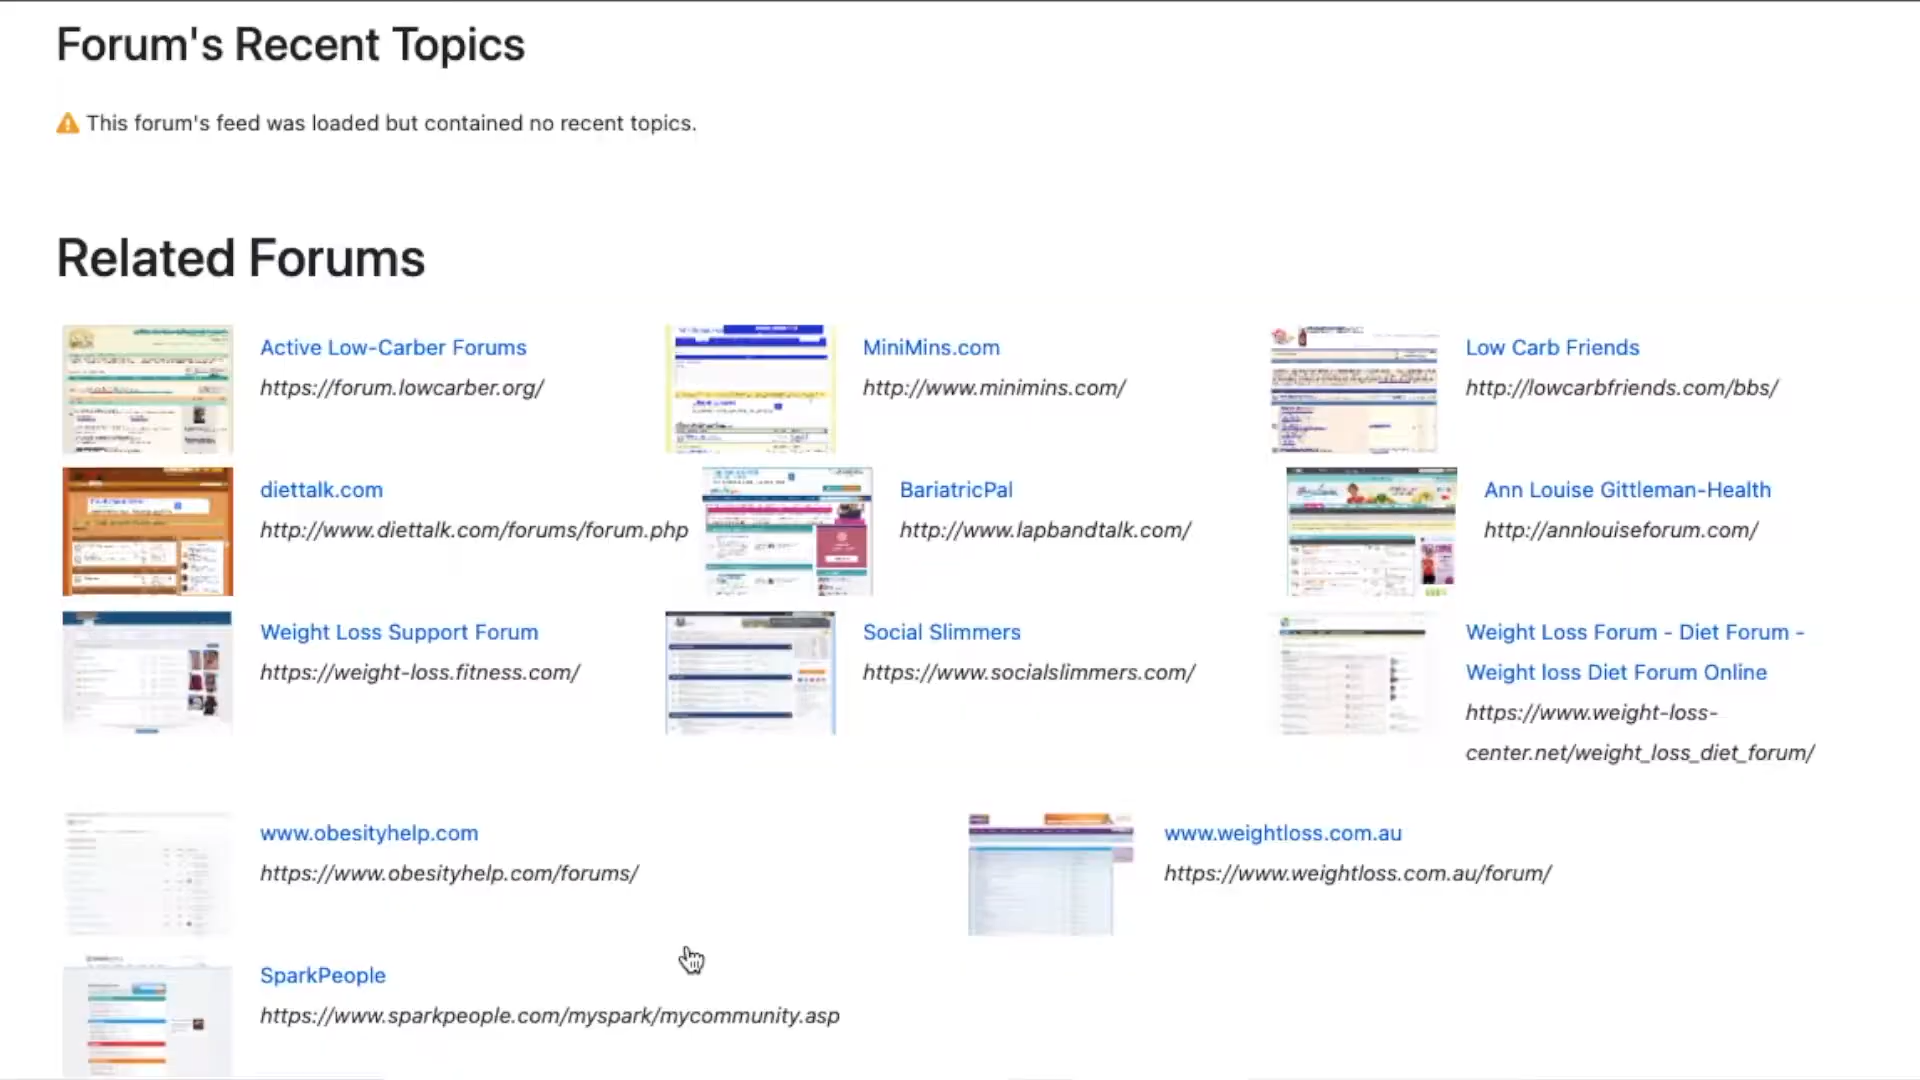 Forum's Recent Topics
This forum's feed was loaded but contained no recent topics.
Related Forums
Active Low-Carber Forums
https://forum.lowcarber.org/
MiniMins.com
http://www.minimins.com/
Low Carb Friends
http://lowcarbfriends.com/bbs/
diettalk.com
http://www.diettalk.com/forums/forum.php
BariatricPal
http://www.lapbandtalk.com/
Ann Louise Gittleman-Health
http://annlouiseforum.com/
Weight Loss Support Forum
https://weight-loss.fitness.com/
Social Slimmers
https://www.socialslimmers.com/
Weight Loss Forum - Diet Forum -
Weight loss Diet Forum Online
https://www.weight-loss-
center.net/weight_loss_diet_forum/
www.obesityhelp.com
https://www.obesityhelp.com/forums/
www.weightloss.com.au
https://www.weightloss.com.au/forum/
SparkPeople
https://www.sparkpeople.com/myspark/mycommunity.asp